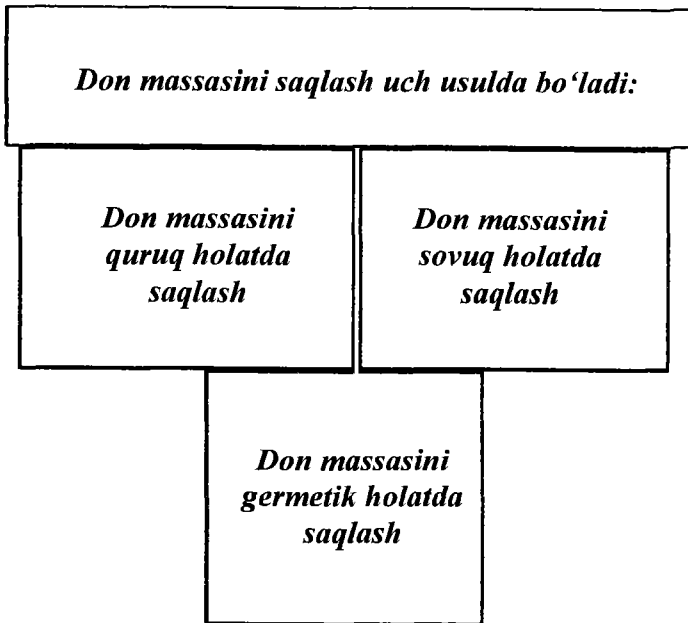 Don massasini saqlash uch usulda bo‘ladi:
Don massasini
quruq holatda
saqlash
Don massasini
sovuq holatda
saqlash
Don massasini
germetik holatda
saqlash